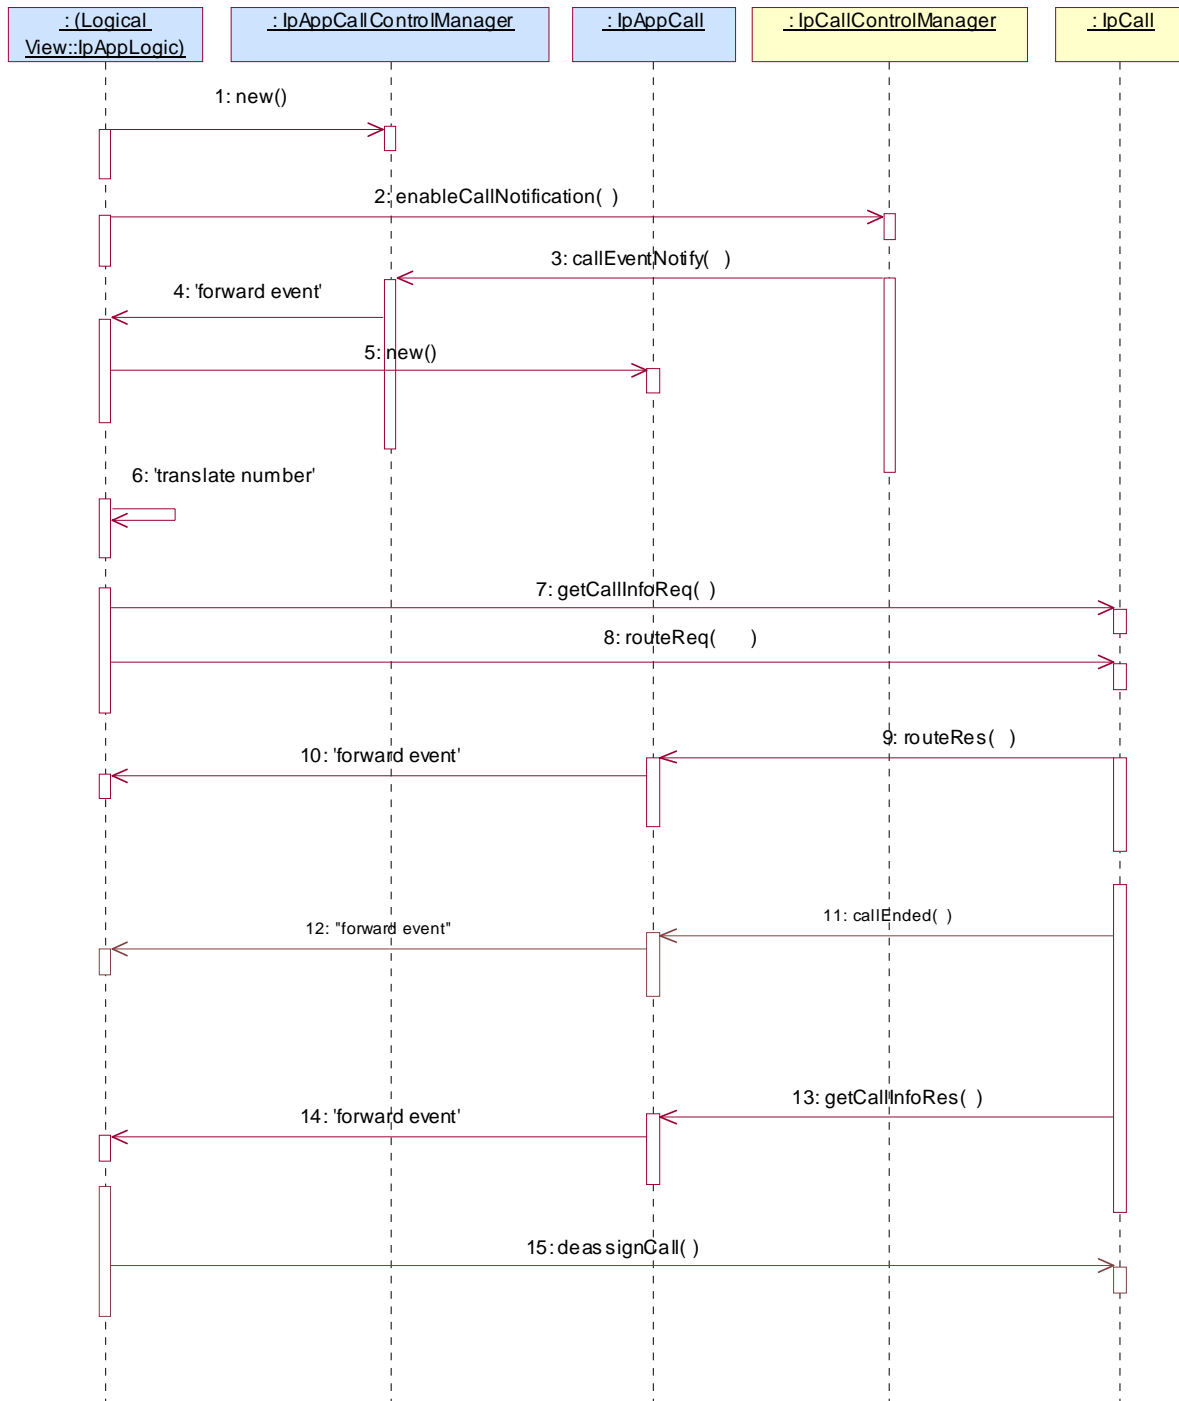 : (Logical
View::IpAppLogic)
: IpAppCallControlManager
: IpAppCall
: IpCallControlManager
: IpCall
1: new()
2: enableCallNotification( )
3: callEventNotify( )
4: 'forward event'
5: new()
6: 'translate number'
7: getCallInfoReq( )
8: routeReq( )
9: routeRes( )
10: 'forward event'
11: callEnded( )
12: "forward event"
13: getCallInfoRes( )
14: 'forward event'
15: deassignCall( )